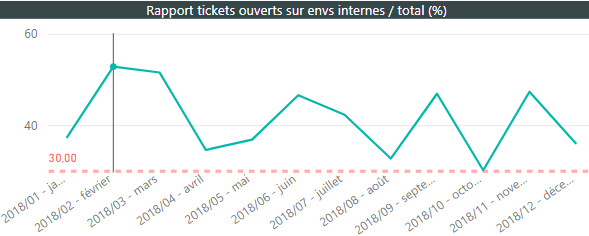 Rapport tickets ouverts sur envs internes / total (%)
60
40
30,00
2018/01 - ja...
2018/02 - février
2018/03 - mars
2018/04 - avril
2018/05 - mai
2018/06 - juin
2018/07 - juillet
2018/08 - août
2018/09 - septe...
2018/10 - octo...
2018/11 - nove...
2018/12 - déce...